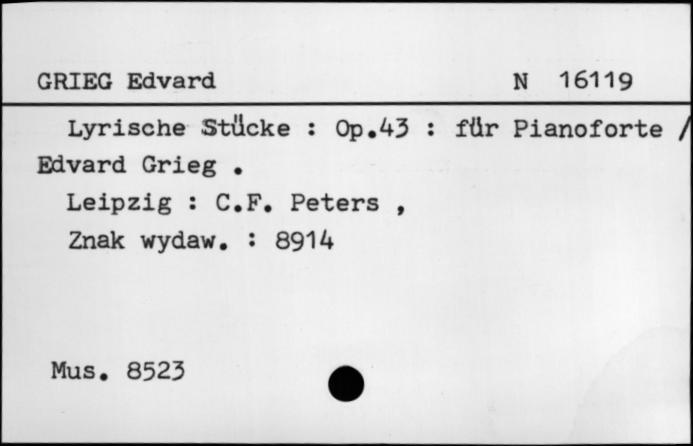 GRIEG Edvard N 16119
Lyrische Stücke : Op.43 : für Pianoforte /
Edvard Grieg .
Leipzig : C.F. Peters ,
Znak wydaw. : 8914
Mus. 8523